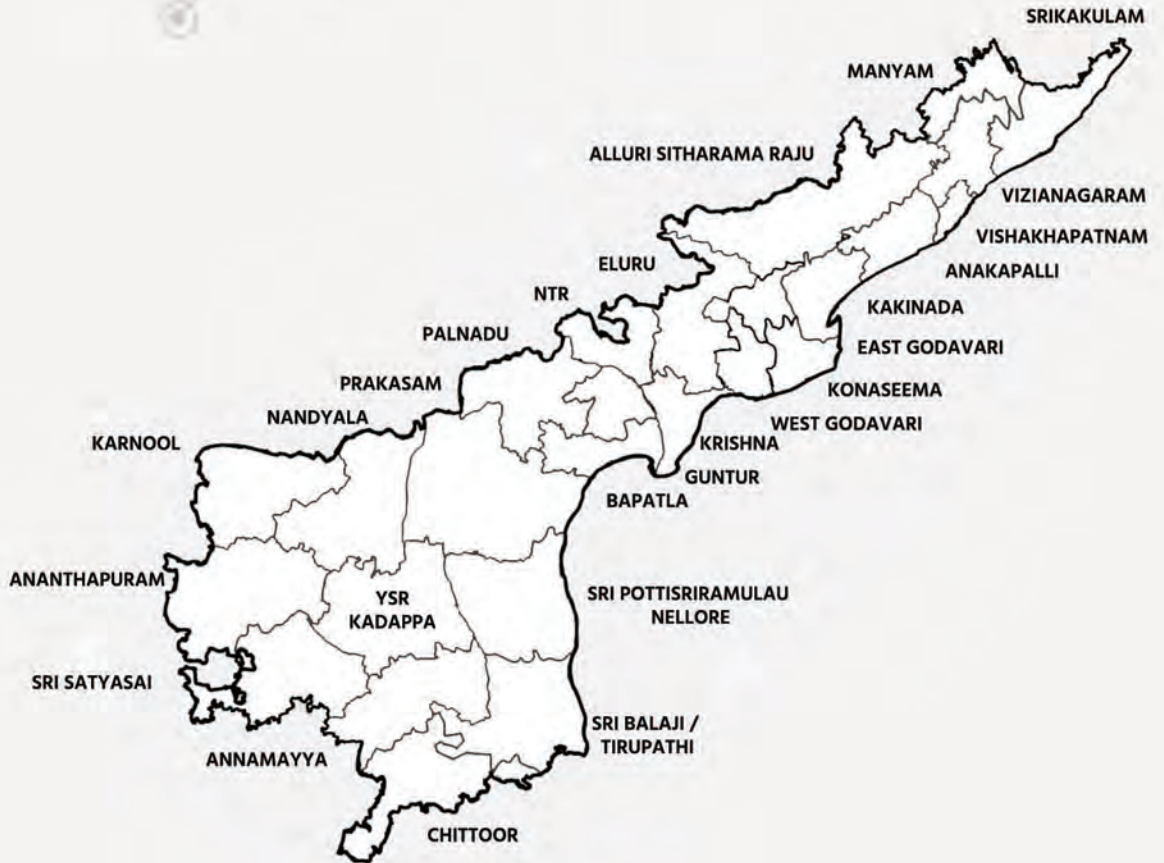 SRIKAKULAM
MANYAM
ALLURI SITHARAMA RAJU
VIZIANAGARAM
VISHAKHAPATNAM
ELURU
ANAKAPALLI
NTR
KAKINADA
PALNADU
EAST GODAVARI
PRAKASAM
KONASEEMA
NANDYALA
WEST GODAVARI
KARNOOL
KRISHNA
GUNTUR
BAPATLA
ANANTHAPURAM
YSR
KADAPPA
SRI POTTISRIRAMULAU
NELLORE
SRI SATYASAI
SRI BALAJI /
TIRUPATHI
ANNAMAYYA
CHITTOOR